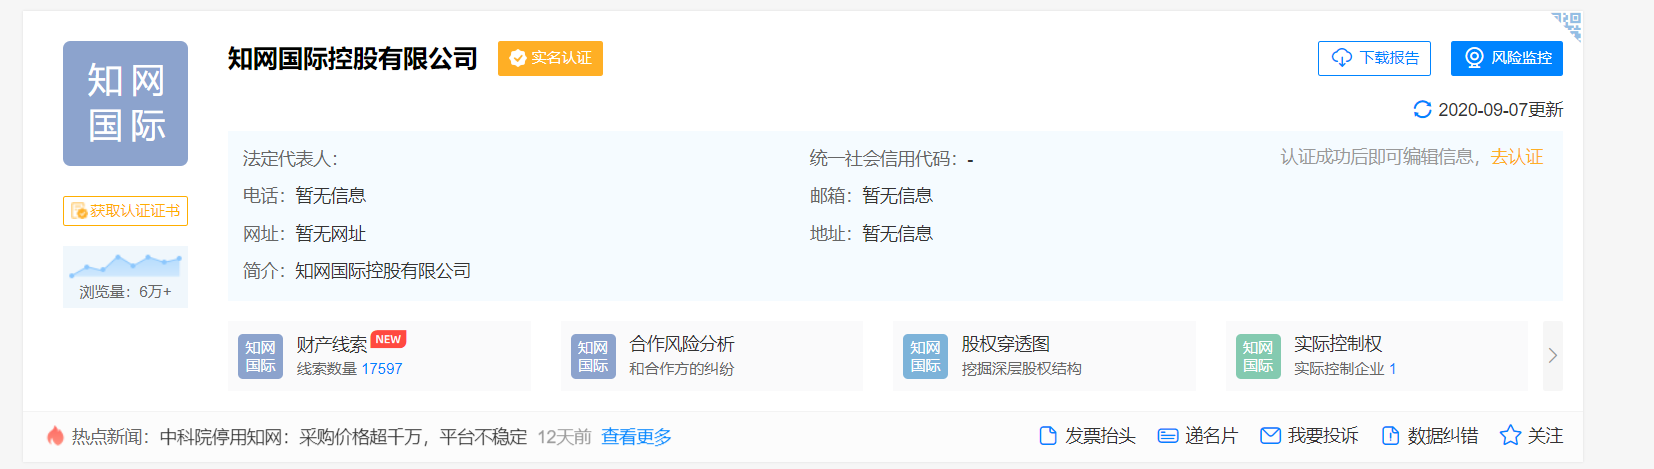 知网
国际
知网国际控股有限公司
实名认证
下载报告
风险监控
2020-09-07更新
法定代表人：
统一社会信用代码：-
认证成功后即可编辑信息，去认证
电话：暂无信息
邮箱：暂无信息
网址：暂无网址
地址：暂无信息
简介：知网国际控股有限公司
获取认证证书
浏览量：6万+
知网
国际
财产线索 NEW
线索数量 17597
知网
国际
合作风险分析
和合作方的纠纷
知网
国际
股权穿透图
挖掘深层股权结构
知网
国际
实际控制权
实际控制企业 1
热点新闻：中科院停用知网：采购价格超千万，平台不稳定 12天前 查看更多
发票抬头
递名片
我要投诉
数据纠错
关注